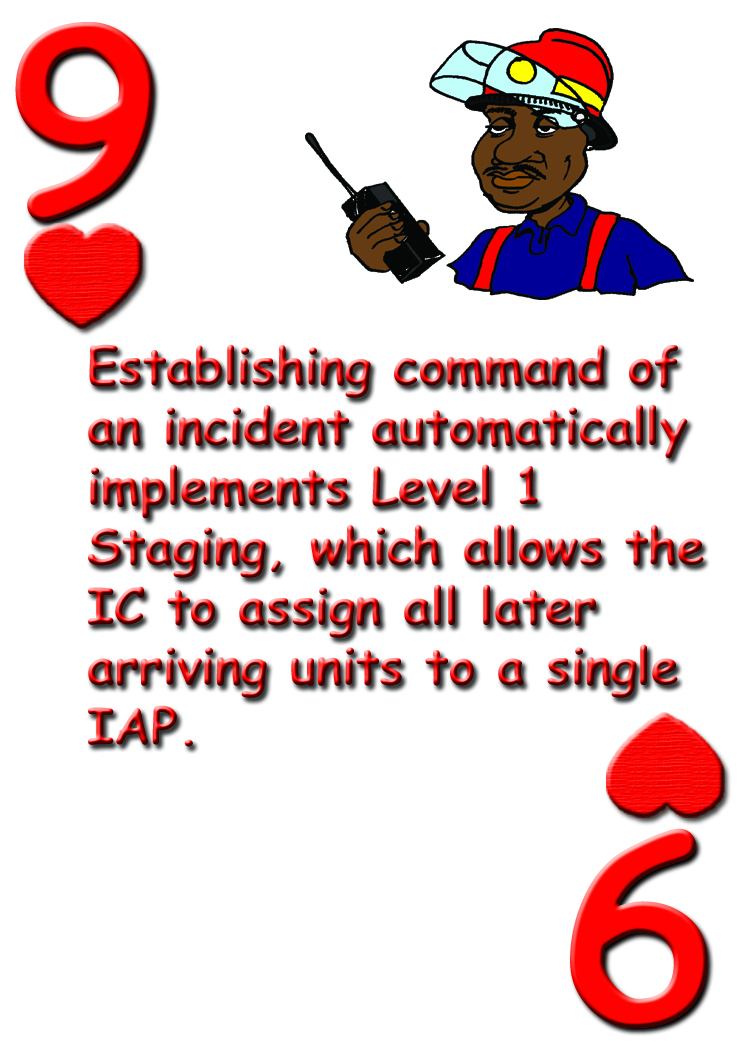 9
Establishing command of
an incident automatically
implements Level 1
Staging, which allows the
IC to assign all later
arriving units to a single
IAP.
9